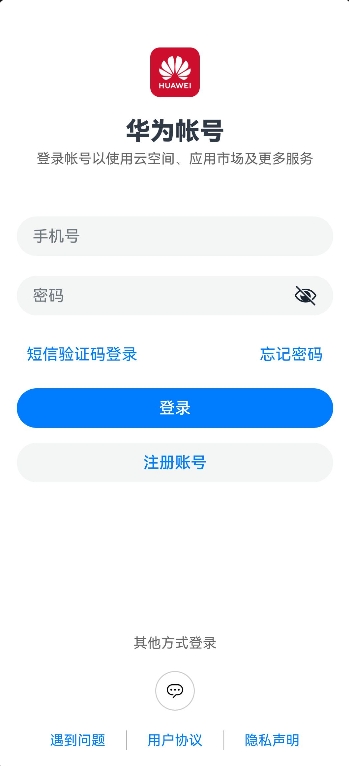 HUAWEI
华为帐号
登录帐号以使用云空间、应用市场及更多服务
手机号
密码
短信验证码登录 忘记密码
登录
注册账号
其他方式登录
遇到问题 用户协议 隐私声明